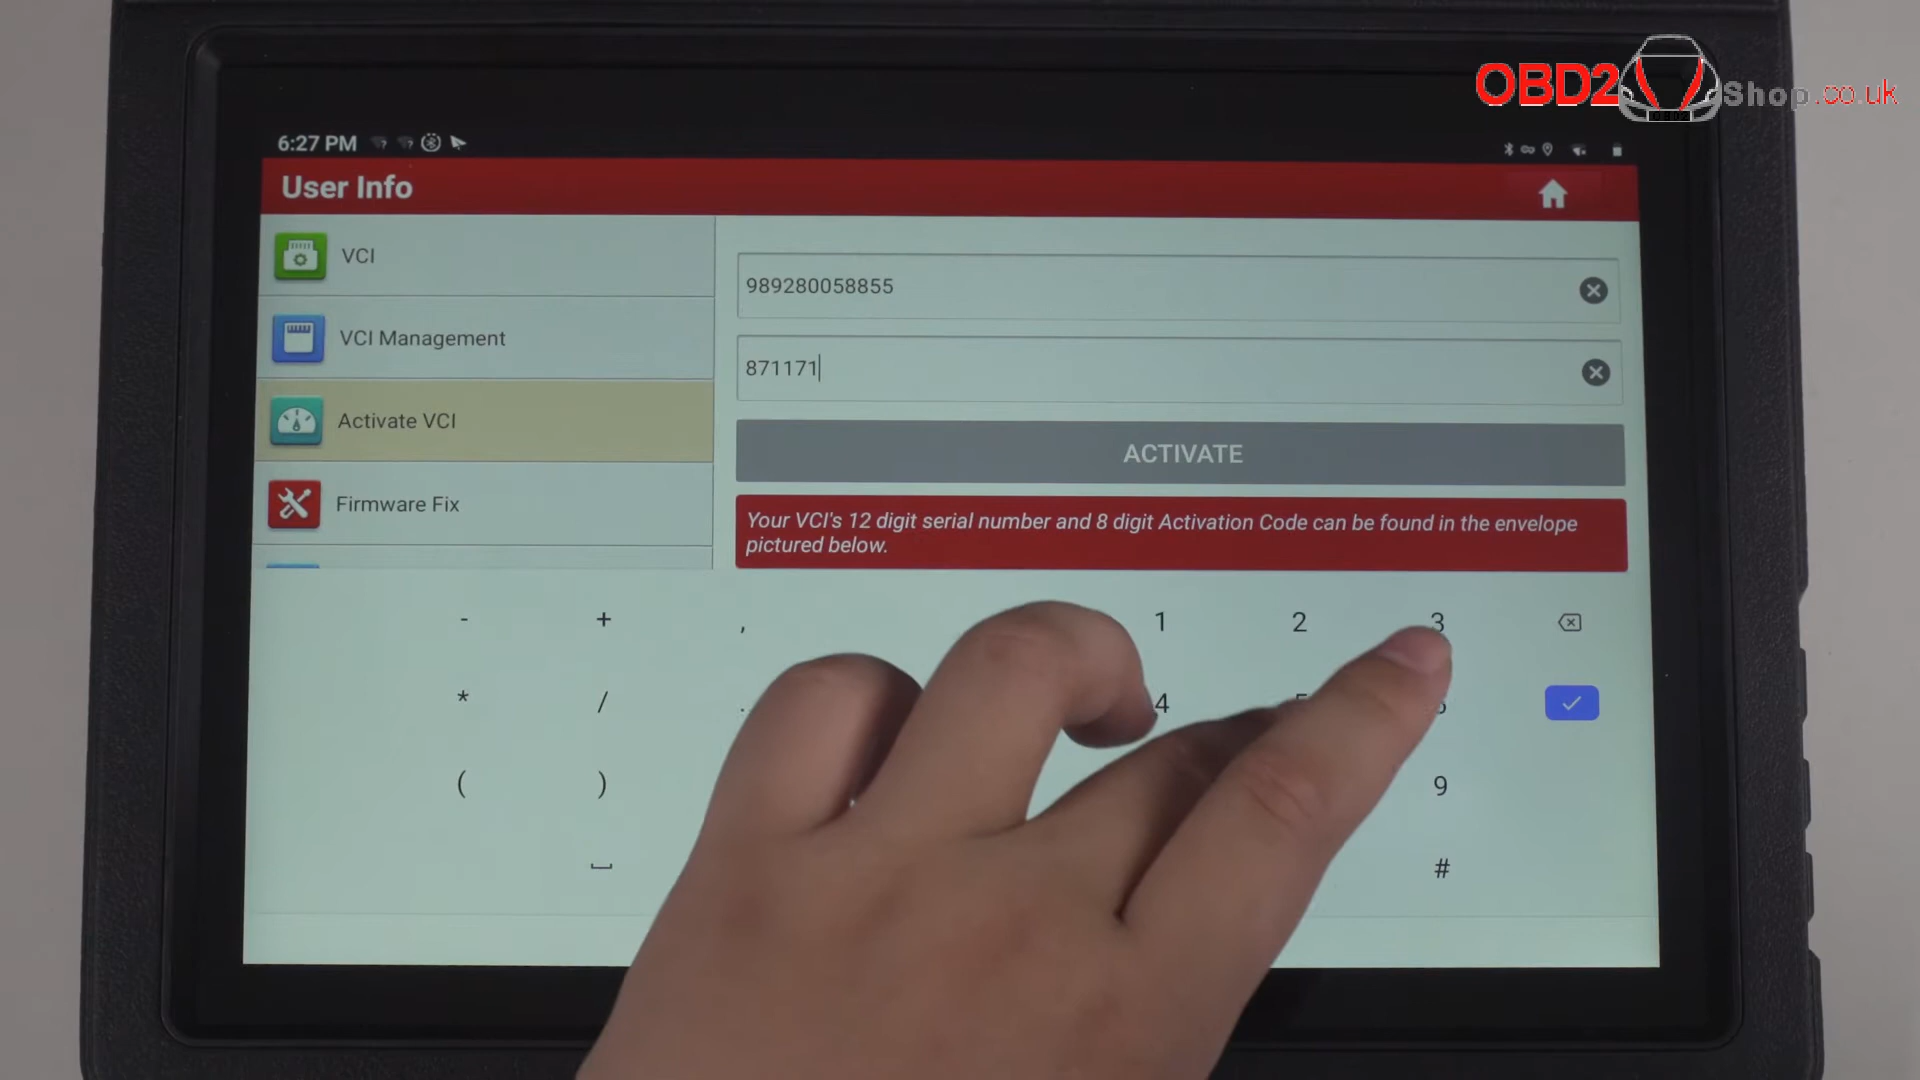 OBD2 Shop.co.uk
6:27 PM
User Info
VCI
989280058855
VCI Management
871171
Activate VCI
ACTIVATE
Firmware Fix
Your VCI's 12 digit serial number and 8 digit Activation Code can be found in the envelope
pictured below.
- + , 1 2 3
* / . 4
( ) 9
#